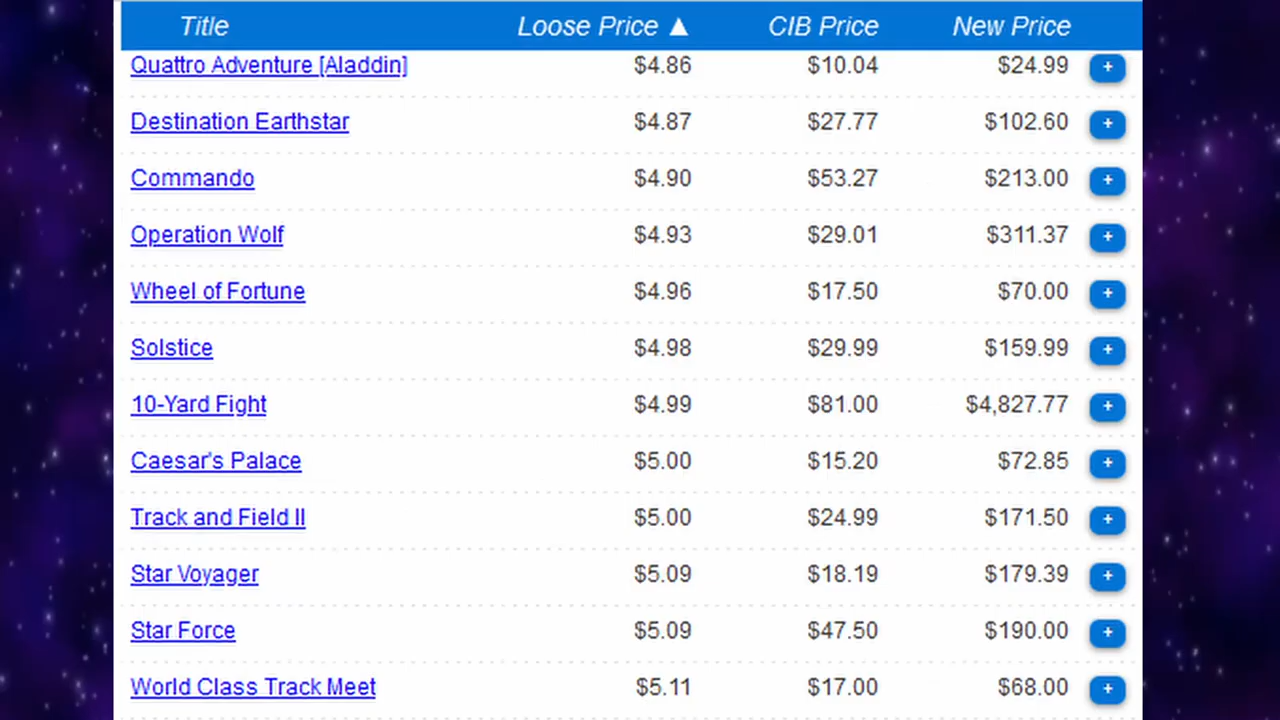 Title Loose Price ▲ CIB Price New Price
Quattro Adventure [Aladdin] $4.86 $10.04 $24.99 +
Destination Earthstar $4.87 $27.77 $102.60 +
Commando $4.90 $53.27 $213.00 +
Operation Wolf $4.93 $29.01 $311.37 +
Wheel of Fortune $4.96 $17.50 $70.00 +
Solstice $4.98 $29.99 $159.99 +
10-Yard Fight $4.99 $81.00 $4,827.77 +
Caesar's Palace $5.00 $15.20 $72.85 +
Track and Field II $5.00 $24.99 $171.50 +
Star Voyager $5.09 $18.19 $179.39 +
Star Force $5.09 $47.50 $190.00 +
World Class Track Meet $5.11 $17.00 $68.00 +